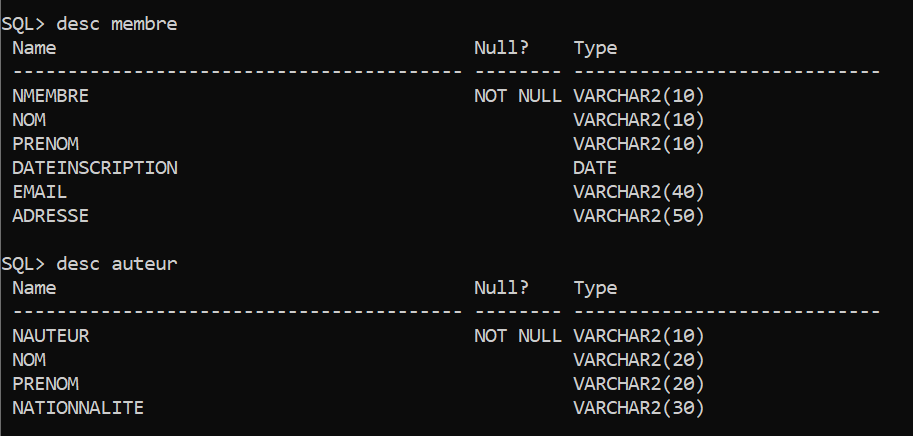 SQL> desc membre
Name Null? Type
----------------------------------------- -------- ----------------------------
NMEMBRE NOT NULL VARCHAR2(10)
NOM VARCHAR2(10)
PRENOM VARCHAR2(10)
DATEINSCRIPTION DATE
EMAIL VARCHAR2(40)
ADRESSE VARCHAR2(50)
SQL> desc auteur
Name Null? Type
----------------------------------------- -------- ----------------------------
NAUTEUR NOT NULL VARCHAR2(10)
NOM VARCHAR2(20)
PRENOM VARCHAR2(20)
NATIONNALITE VARCHAR2(30)